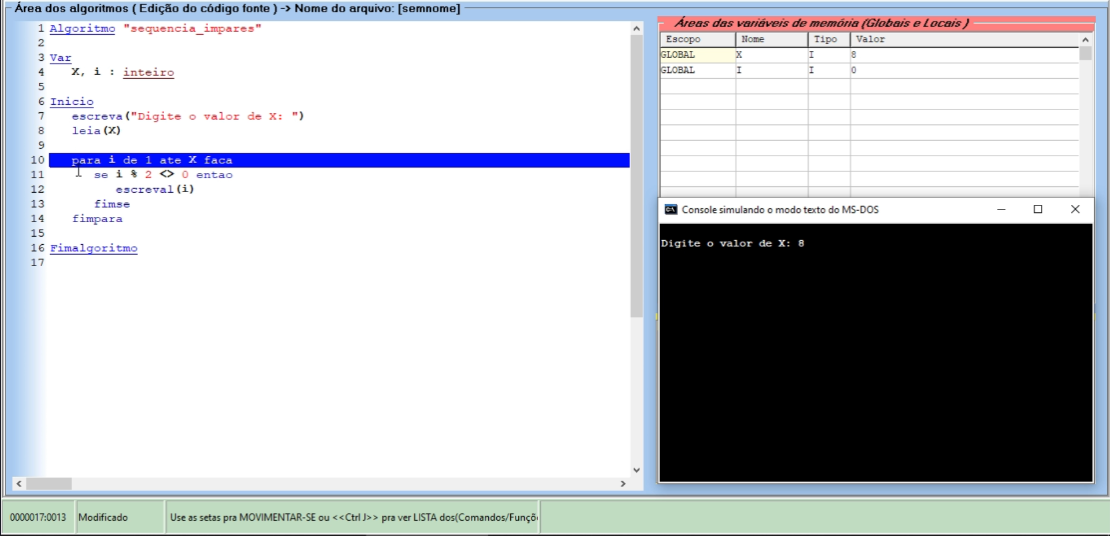 Área dos algoritmos ( Edição do código fonte ) -> Nome do arquivo: [semnome]
1 Algoritmo "sequencia_impares"
2
3 Var
4 X, i : inteiro
5
6 Inicio
7 escreva("Digite o valor de X: ")
8 leia(X)
9
10 para i de 1 ate X faca
11 se i % 2 <> 0 entao
12 escreval(i)
13 fimse
14 fimpara
15
16 Fimalgoritmo
17
Áreas das variáveis de memória (Globais e Locais )
Escopo Nome Tipo Valor
GLOBAL X I 8
GLOBAL I I 0
C:\ Console simulando o modo texto do MS-DOS
Digite o valor de X: 8
0000017:0013 Modificado Use as setas pra MOVIMENTAR-SE ou <<Ctrl J>> pra ver LISTA dos(Comandos/Funçõ